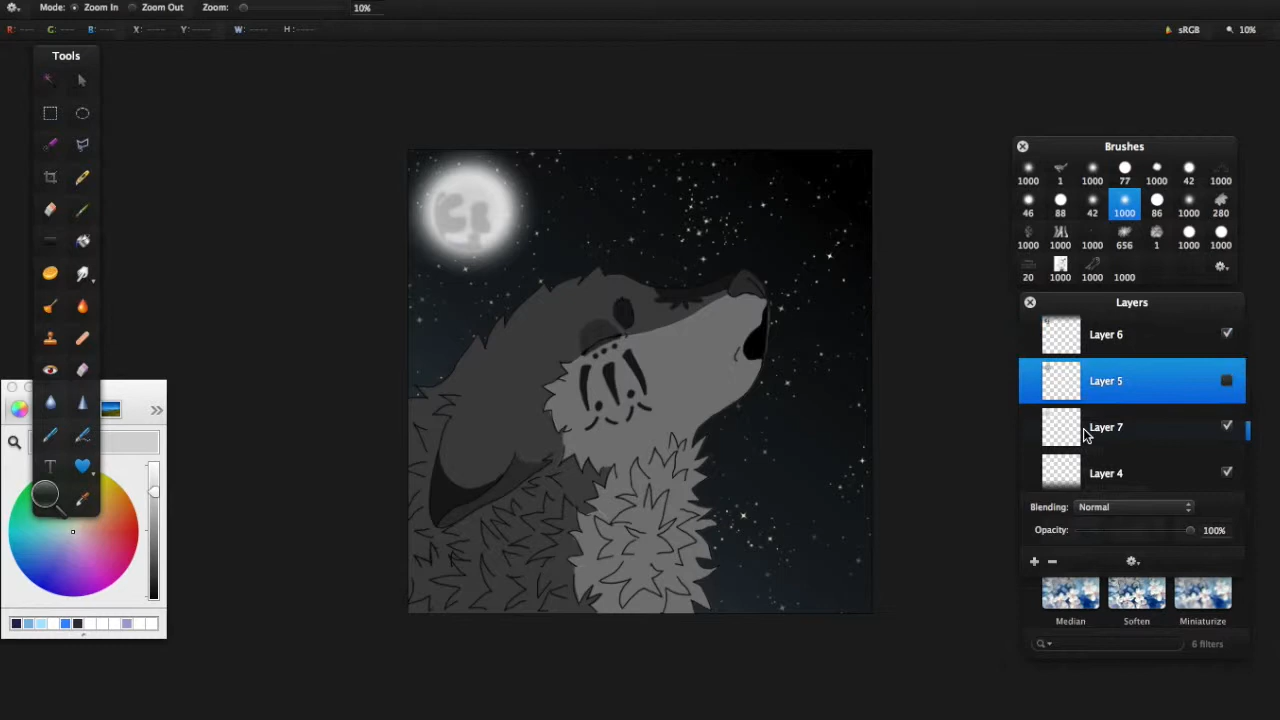 Mode: Zoom In Zoom Out Zoom: 10%
R: --- G: --- B: --- X: --- Y: --- W: --- H: --- sRGB 10%
Tools
T
Brushes
1000 1 1000 77 1000 42 1000
46 88 42 1000 86 1000 280
1000 1000 1000 656 1 1000 1000
20 1000 1000 1000
Layers
Layer 6
Layer 5
Layer 7
Layer 4
Blending: Normal
Opacity: 100%
Median Soften Miniaturize
6 filters